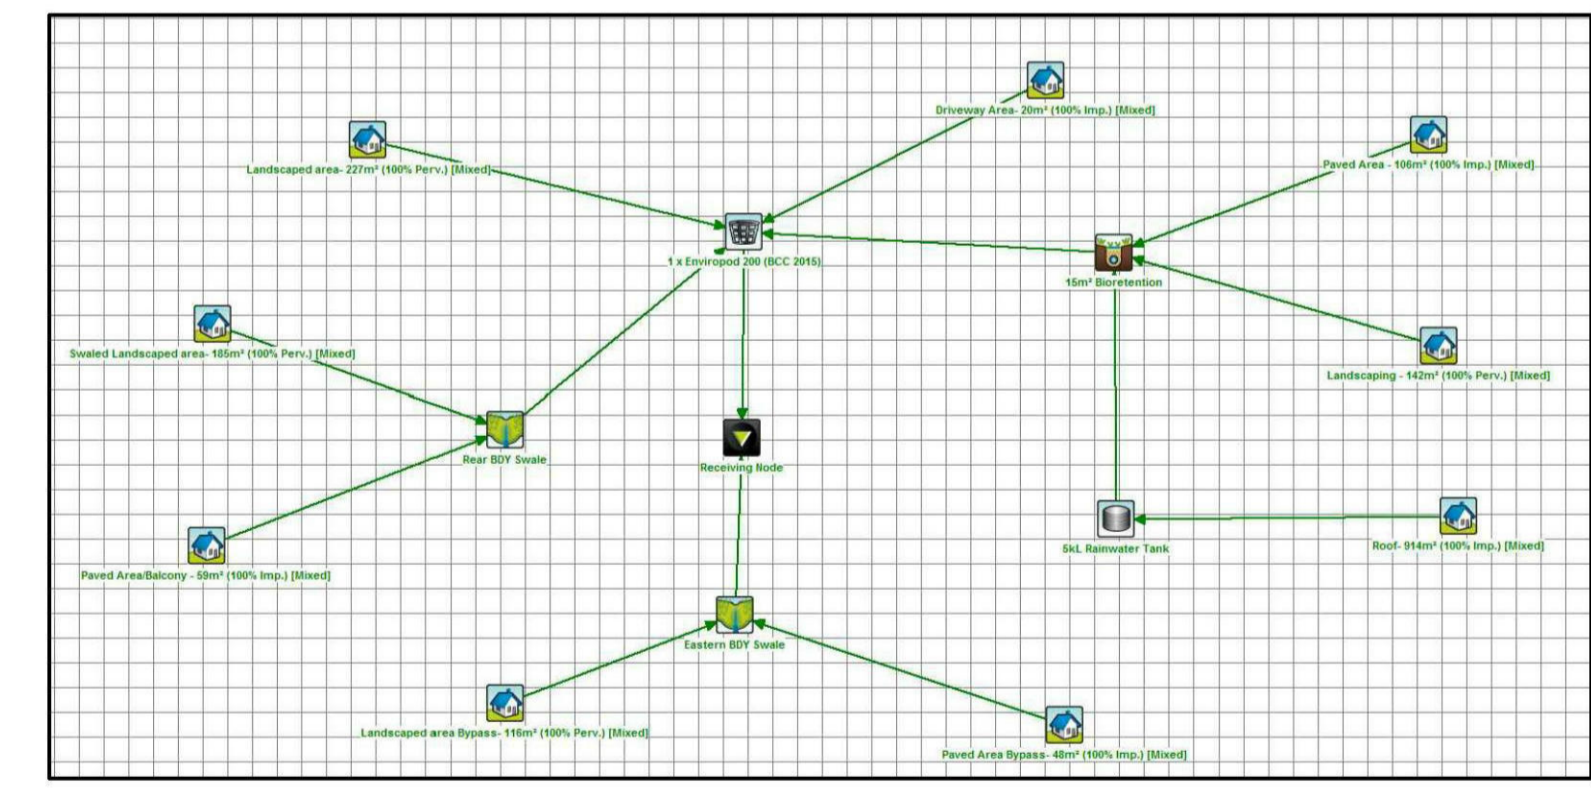 Driveway Area- 20m² (100% Imp.) [Mixed]
Landscaped area- 227m² (100% Perv.) [Mixed]
Paved Area - 106m² (100% Imp.) [Mixed]
1 x Enviropod 200 (BCC 2015)
15m² Bioretention
Swaled Landscaped area- 185m² (100% Perv.) [Mixed]
Landscaping - 142m² (100% Perv.) [Mixed]
Rear BDY Swale
Receiving Node
5kL Rainwater Tank
Roof- 914m² (100% Imp.) [Mixed]
Paved Area/Balcony - 59m² (100% Imp.) [Mixed]
Eastern BDY Swale
Landscaped area Bypass- 116m² (100% Perv.) [Mixed]
Paved Area Bypass- 48m² (100% Imp.) [Mixed]